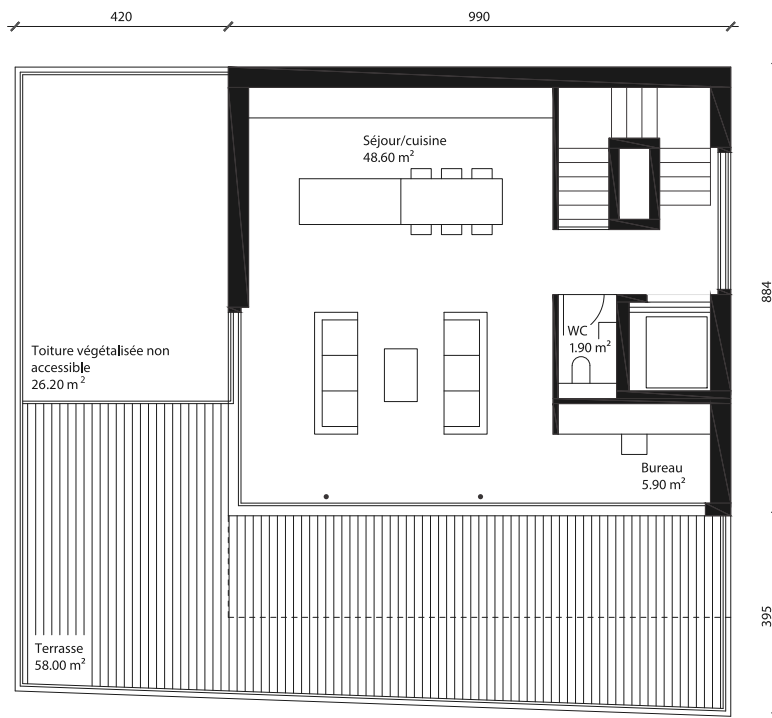 420
990
Séjour/cuisine
48.60 m²
884
Toiture végétalisée non
accessible
26.20 m²
WC
1.90 m²
Bureau
5.90 m²
395
Terrasse
58.00 m²